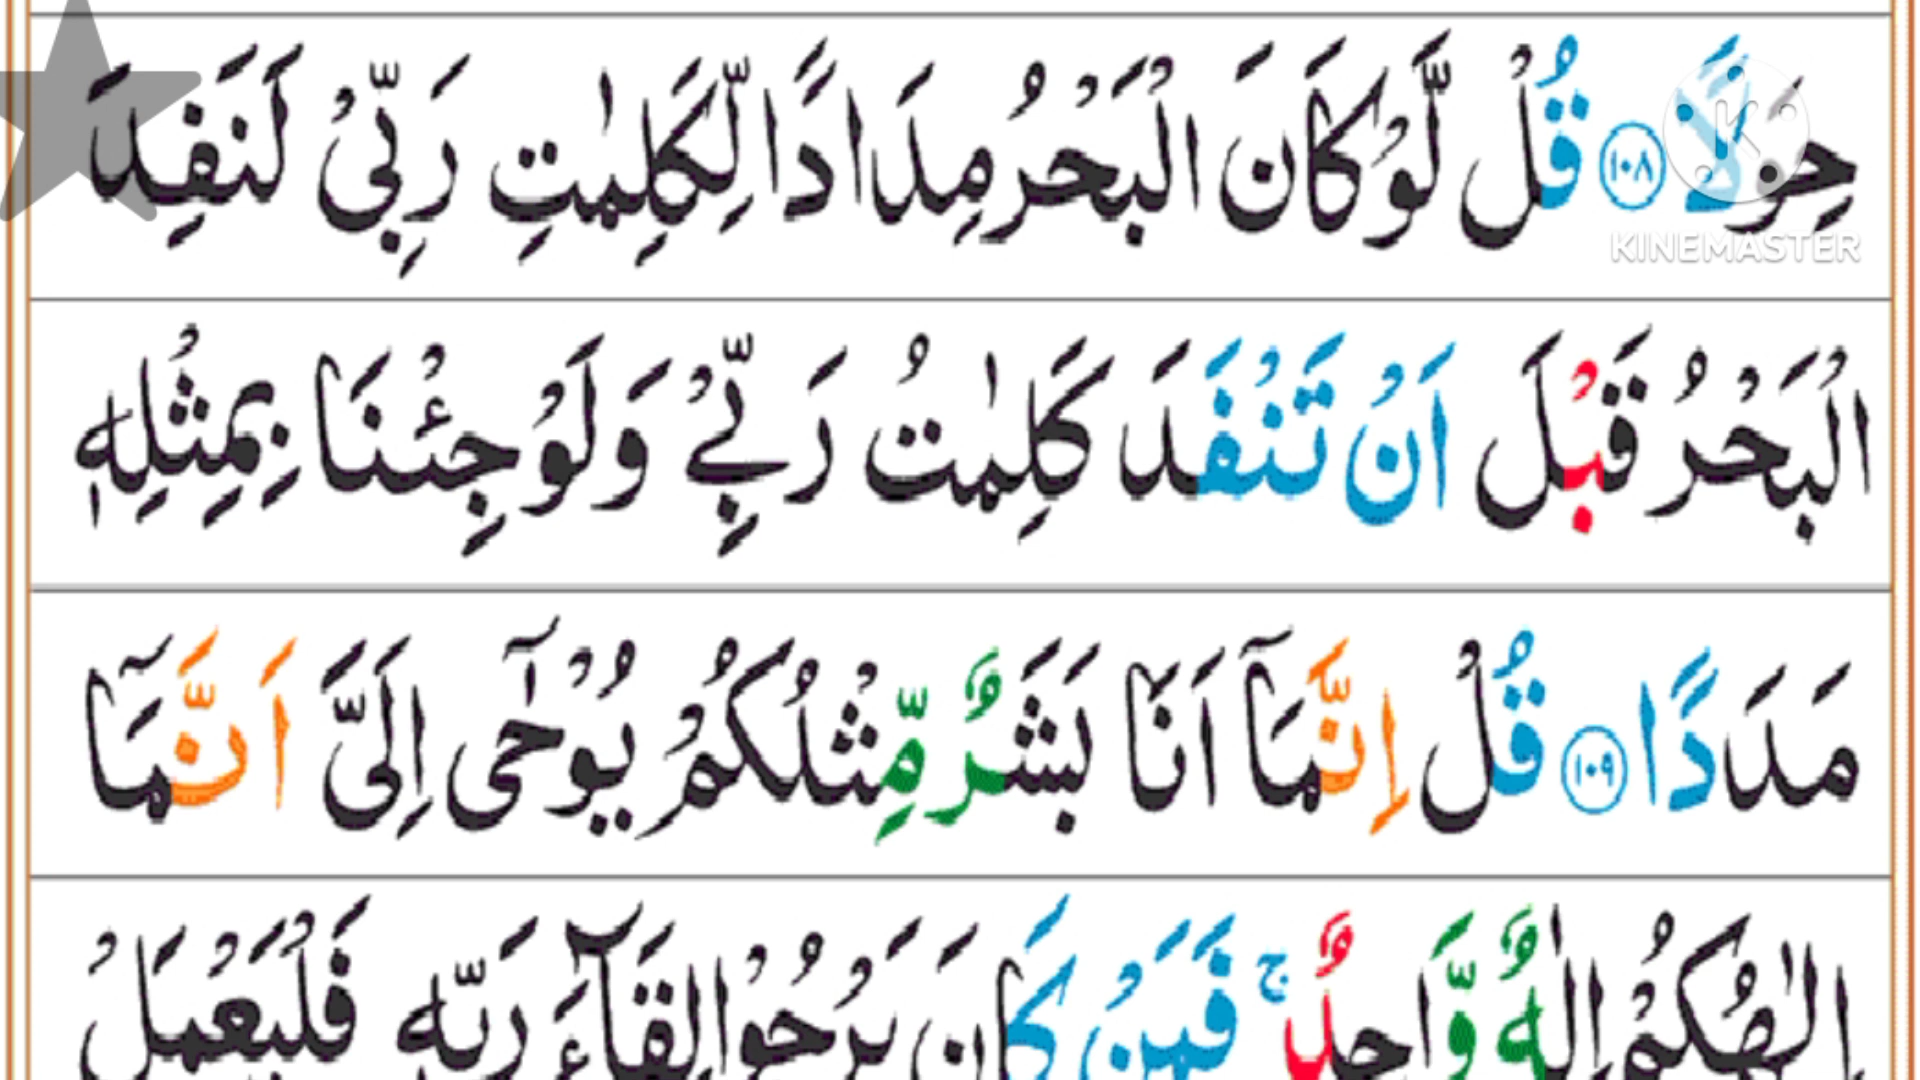 حِوَلًا ۝١٠٨ قُلْ لَّوْ كَانَ الْبَحْرُ مِدَادًا لِّكَلِمٰتِ رَبِّیْ لَنَفِدَ
KINEMASTER
الْبَحْرُ قَبْلَ اَنْ تَنْفَدَ كَلِمٰتُ رَبِّیْ وَلَوْ جِئْنَا بِمِثْلِهٖ
مَدَدًا ۝١٠٩ قُلْ اِنَّمَاۤ اَنَا بَشَرٌ مِّثْلُكُمْ یُوْحٰۤی اِلَیَّ اَنَّمَاۤ
اِلٰهُكُمْ اِلٰهٌ وَّاحِدٌ ۚ فَمَنْ كَانَ یَرْجُوْا لِقَآءَ رَبِّهٖ فَلْیَعْمَلْ